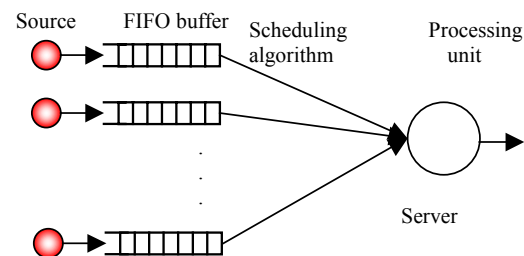 Source
FIFO buffer
Scheduling
algorithm
Processing
unit
Server